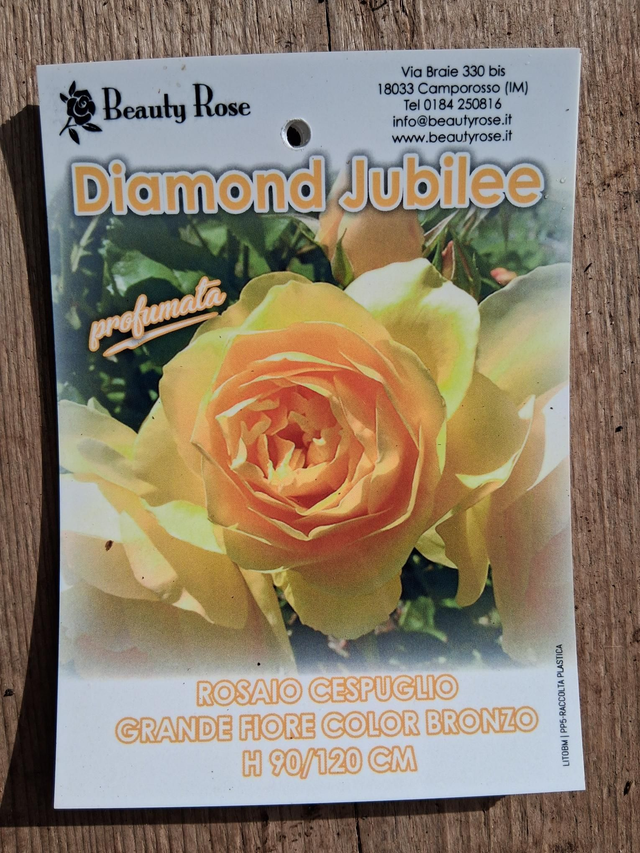 Beauty Rose
Via Braie 330 bis
18033 Camporosso (IM)
Tel 0184 250816
info@beautyrose.it
www.beautyrose.it
Diamond Jubilee
profumata
ROSAIO CESPUGLIO
GRANDE FIORE COLOR BRONZO
H 90/120 CM
LITOBM | PP5-RACCOLTA PLASTICA